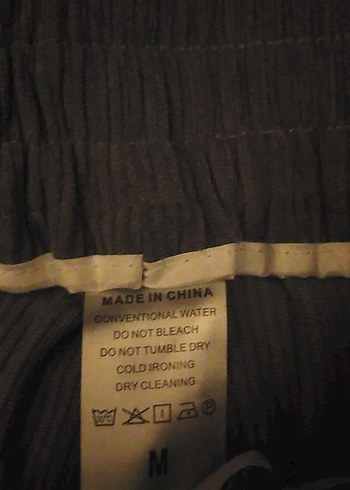 MADE IN CHINA
CONVENTIONAL WATER
DO NOT BLEACH
DO NOT TUMBLE DRY
COLD IRONING
DRY CLEANING
P
M